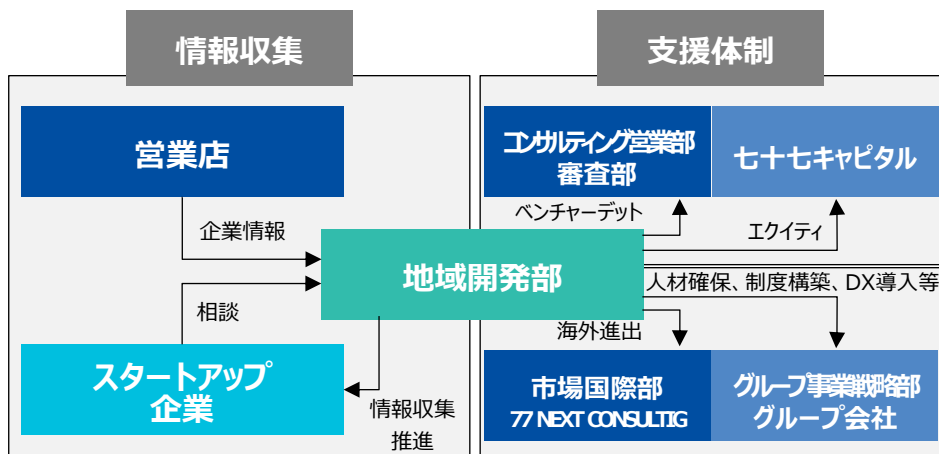 情報収集
営業店
企業情報
相談
スタートアップ
企業
情報収集
推進
地域開発部
支援体制
コンサルティング営業部
審査部
七十七キャピタル
ベンチャーデット
エクイティ
人材確保、制度構築、DX導入等
海外進出
市場国際部
77 NEXT CONSULTIG
グループ事業戦略部
グループ会社